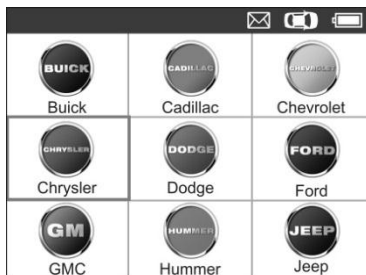 BUICK CADILLAC CHEVROLET
Buick Cadillac Chevrolet
CHRYSLER DODGE FORD
Chrysler Dodge Ford
GM HUMMER JEEP
GMC Hummer Jeep